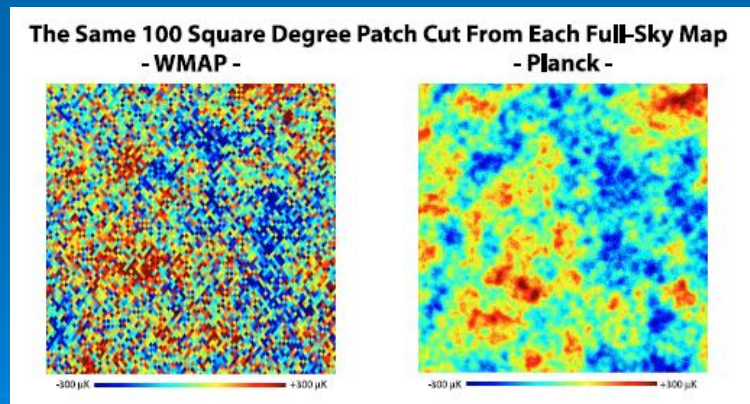 The Same 100 Square Degree Patch Cut From Each Full-Sky Map
- WMAP -
- Planck -
-300 μK
+300 μK
-300 μK
+300 μK